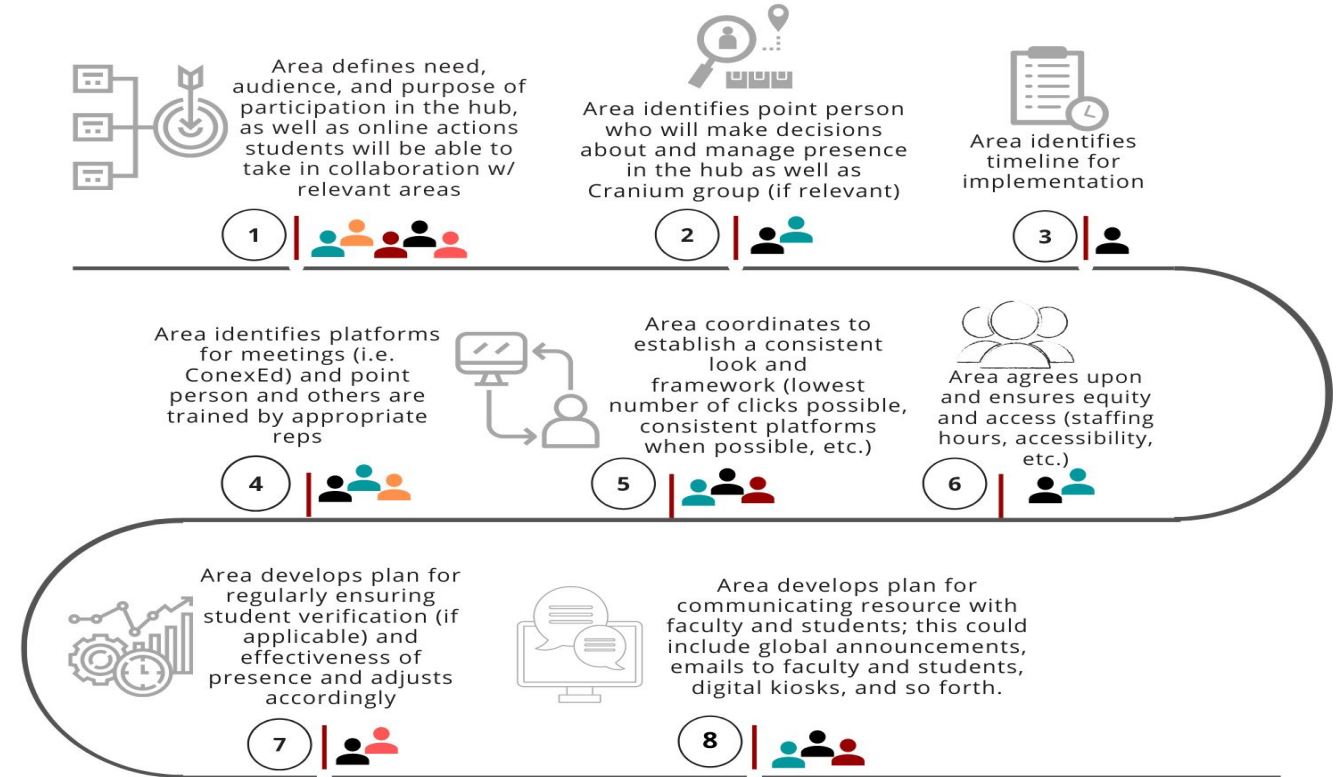 Area defines need,
audience, and purpose of
participation in the hub,
as well as online actions
students will be able to
take in collaboration w/
relevant areas
1
Area identifies point person
who will make decisions
about and manage presence
in the hub as well as
Cranium group (if relevant)
2
Area identifies
timeline for
implementation
3
Area identifies platforms
for meetings (i.e.
ConexEd) and point
person and others are
trained by appropriate
reps
4
Area coordinates to
establish a consistent
look and
framework (lowest
number of clicks possible,
consistent platforms
when possible, etc.)
5
Area agrees upon
and ensures equity
and access (staffing
hours, accessibility,
etc.)
6
Area develops plan for
regularly ensuring
student verification (if
applicable) and
effectiveness of
presence and adjusts
accordingly
7
Area develops plan for
communicating resource with
faculty and students; this could
include global announcements,
emails to faculty and students,
digital kiosks, and so forth.
8